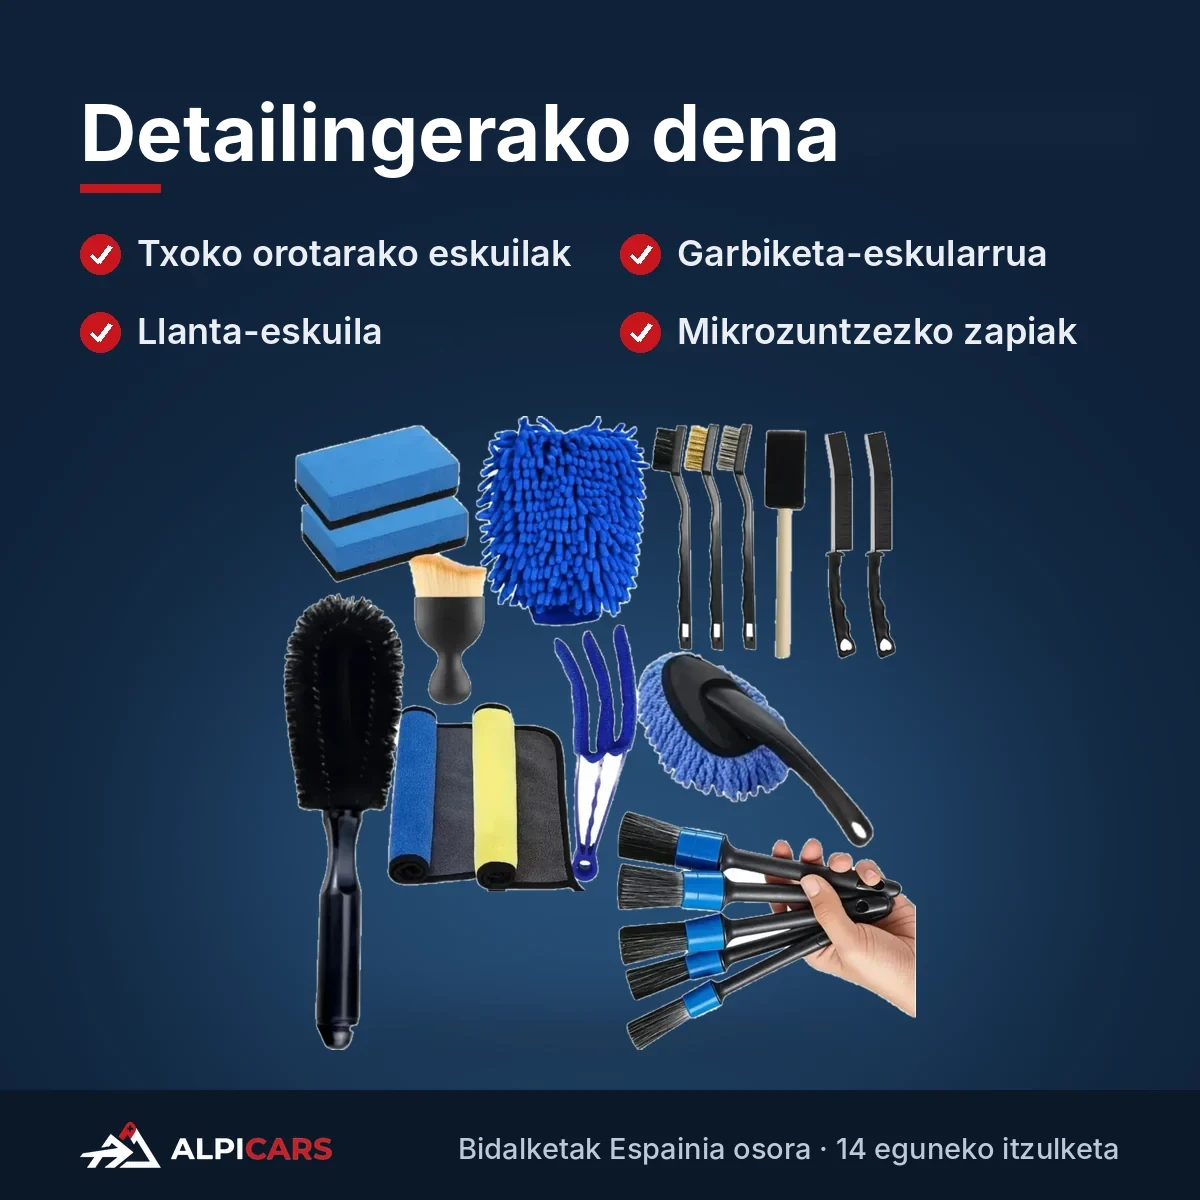 Detailingerako dena
Txoko orotarako eskuilak
Garbiketa-eskularrua
Llanta-eskuila
Mikrozuntzezko zapiak
ALPICARS
Bidalketak Espainia osora · 14 eguneko itzulketa